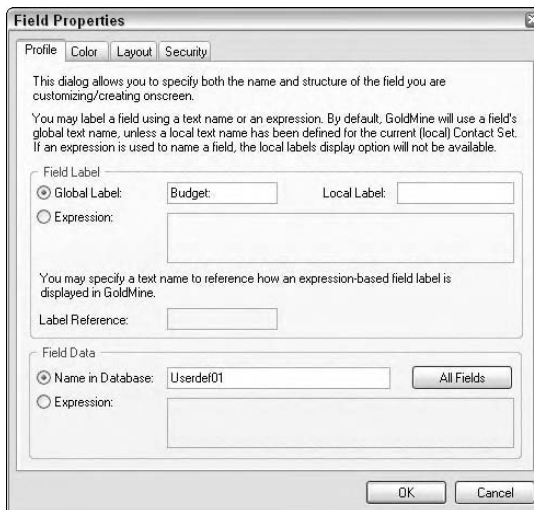 Field Properties
Profile Color Layout Security
This dialog allows you to specify both the name and structure of the field you are
customizing/creating onscreen.
You may label a field using a text name or an expression. By default, GoldMine will use a field's
global text name, unless a local text name has been defined for the current (local) Contact Set.
If an expression is used to name a field, the local labels display option will not be available.
Field Label
Global Label: Budget: Local Label:
Expression:
You may specify a text name to reference how an expression-based field label is
displayed in GoldMine.
Label Reference:
Field Data
Name in Database: Userdef01 All Fields
Expression:
OK Cancel